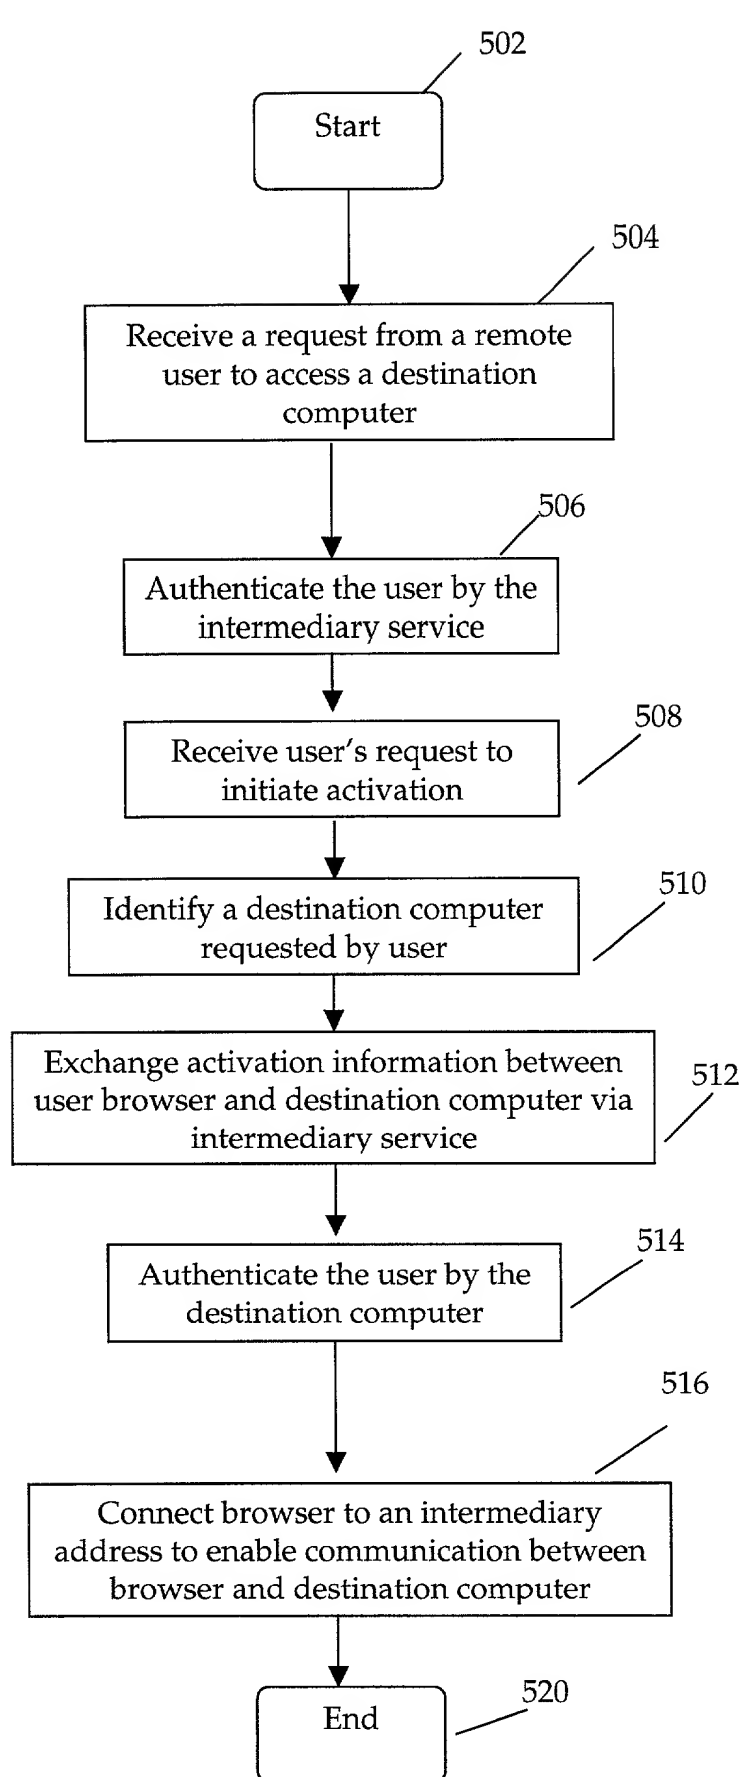 502
Start
504
Receive a request from a remote
user to access a destination
computer
506
Authenticate the user by the
intermediary service
508
Receive user's request to
initiate activation
510
Identify a destination computer
requested by user
512
Exchange activation information between
user browser and destination computer via
intermediary service
514
Authenticate the user by the
destination computer
516
Connect browser to an intermediary
address to enable communication between
browser and destination computer
520
End